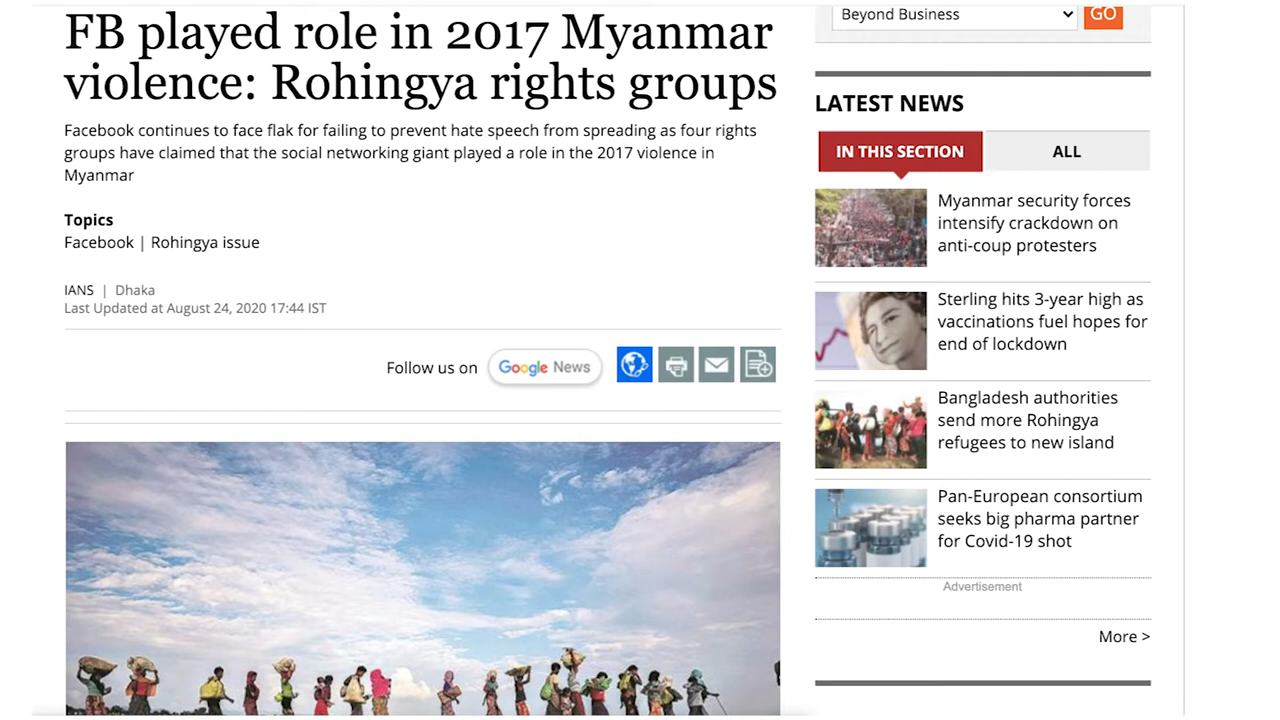 FB played role in 2017 Myanmar
violence: Rohingya rights groups
Facebook continues to face flak for failing to prevent hate speech from spreading as four rights
groups have claimed that the social networking giant played a role in the 2017 violence in
Myanmar
Topics
Facebook | Rohingya issue
IANS | Dhaka
Last Updated at August 24, 2020 17:44 IST
Follow us on Google News
Beyond Business GO
LATEST NEWS
IN THIS SECTION ALL
Myanmar security forces
intensify crackdown on
anti-coup protesters
Sterling hits 3-year high as
vaccinations fuel hopes for
end of lockdown
Bangladesh authorities
send more Rohingya
refugees to new island
Pan-European consortium
seeks big pharma partner
for Covid-19 shot
Advertisement
More >